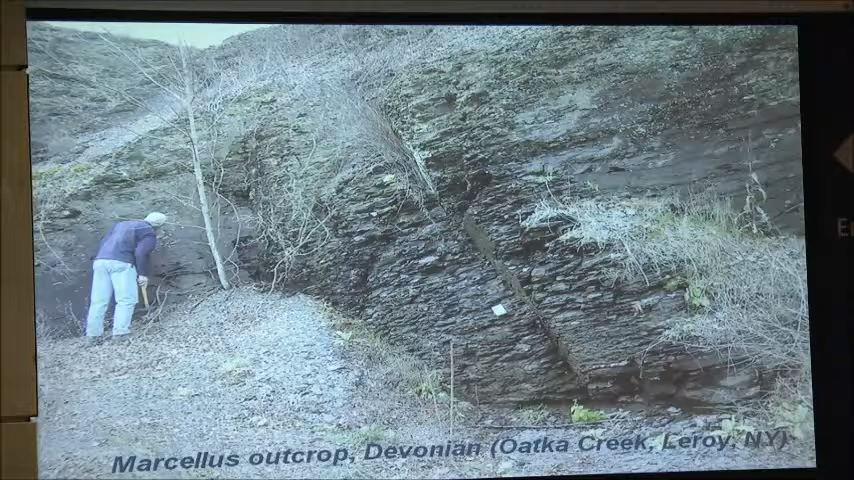 Marcellus outcrop, Devonian (Oatka Creek, Leroy, NY)